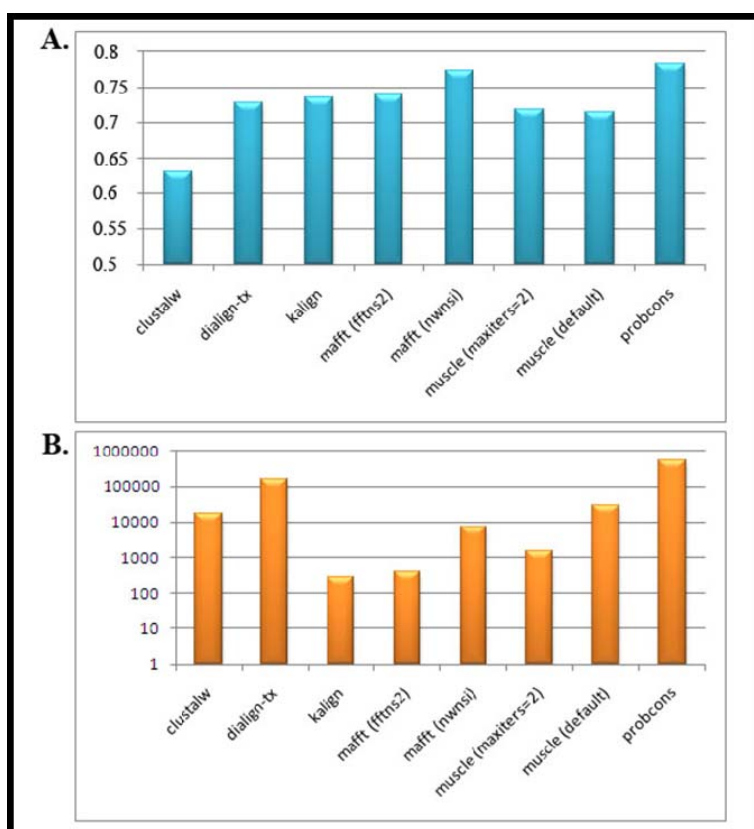 A.
0.8
0.75
0.7
0.65
0.6
0.55
0.5
clustalw
dialign-tx
kalign
mafft (fftns2)
mafft (nwnsi)
muscle (maxiters=2)
muscle (default)
probcons
B.
1000000
100000
10000
1000
100
10
1
clustalw
dialign-tx
kalign
mafft (fftns2)
mafft (nwnsi)
muscle (maxiters=2)
muscle (default)
probcons